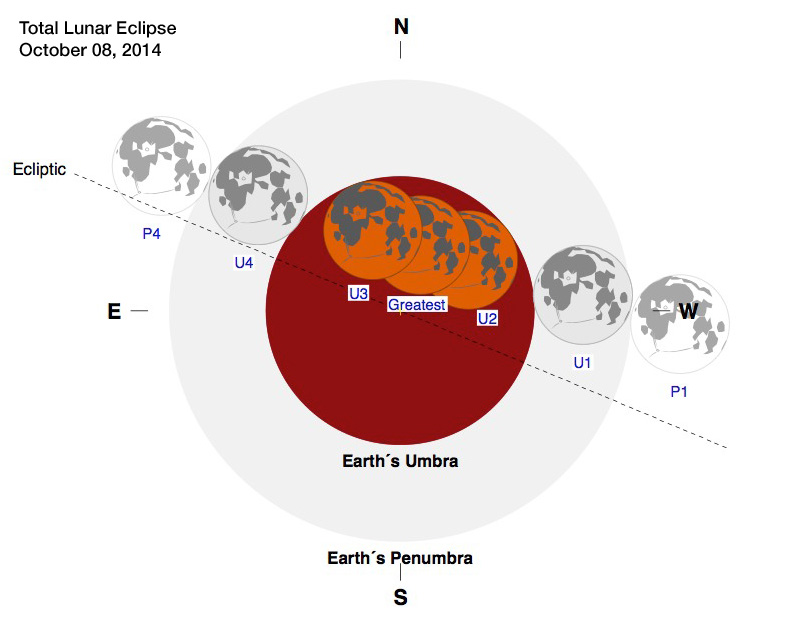 Total Lunar Eclipse
October 08, 2014
N
Ecliptic
P4
U4
U3
Greatest
U2
E
W
U1
P1
Earth´s Umbra
Earth´s Penumbra
S